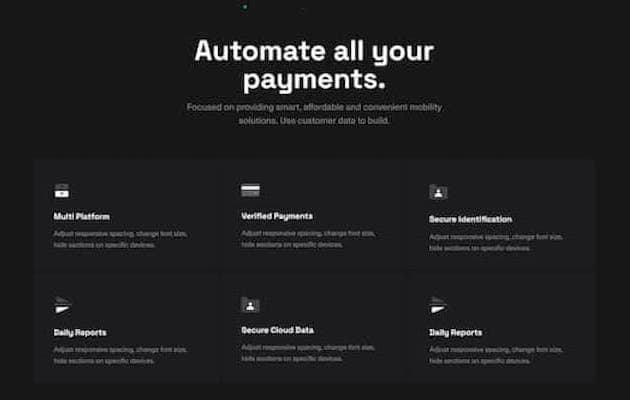 Automate all your
payments.
Focused on providing smart, affordable and convenient mobility
solutions. Use customer data to build.
Multi Platform
Adjust responsive spacing, change font size,
hide sections on specific devices.
Verified Payments
Adjust responsive spacing, change font size,
hide sections on specific devices.
Secure Identification
Adjust responsive spacing, change font size,
hide sections on specific devices.
Daily Reports
Adjust responsive spacing, change font size,
hide sections on specific devices.
Secure Cloud Data
Adjust responsive spacing, change font size,
hide sections on specific devices.
Daily Reports
Adjust responsive spacing, change font size,
hide sections on specific devices.